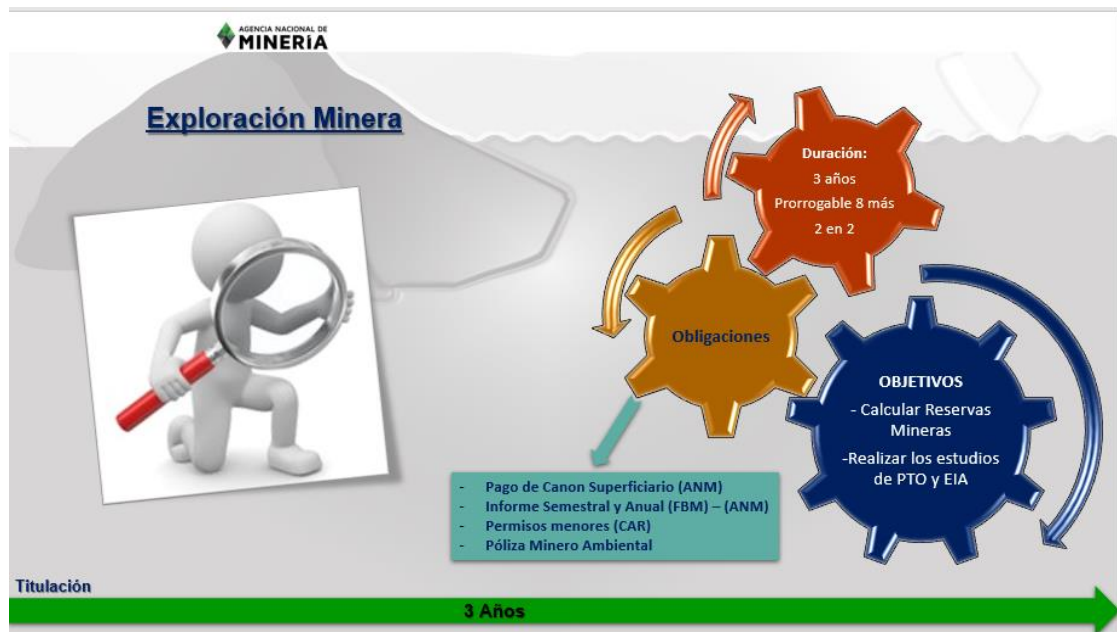 AGENCIA NACIONAL DE
MINERÍA
Exploración Minera
Duración:
3 años
Prorrogable 8 más
2 en 2
Obligaciones
OBJETIVOS
- Calcular Reservas
Mineras
-Realizar los estudios
de PTO y EIA
- Pago de Canon Superficiario (ANM)
- Informe Semestral y Anual (FBM) – (ANM)
- Permisos menores (CAR)
- Póliza Minero Ambiental
Titulación
3 Años